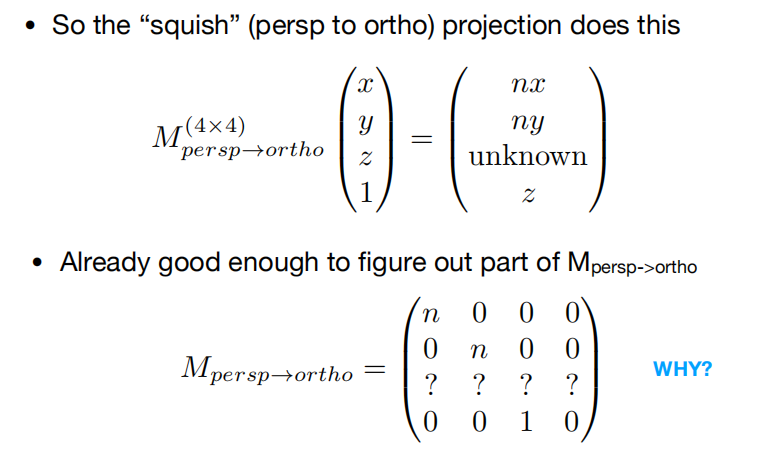 • So the “squish” (persp to ortho) projection does this
$M_{persp \to ortho}^{(4 \times 4)} \begin{pmatrix} x \\ y \\ z \\ 1 \end{pmatrix} = \begin{pmatrix} nx \\ ny \\ \text{unknown} \\ z \end{pmatrix}$
• Already good enough to figure out part of M_{persp->ortho}
$M_{persp \to ortho} = \begin{pmatrix} n & 0 & 0 & 0 \\ 0 & n & 0 & 0 \\ ? & ? & ? & ? \\ 0 & 0 & 1 & 0 \end{pmatrix}$ WHY?